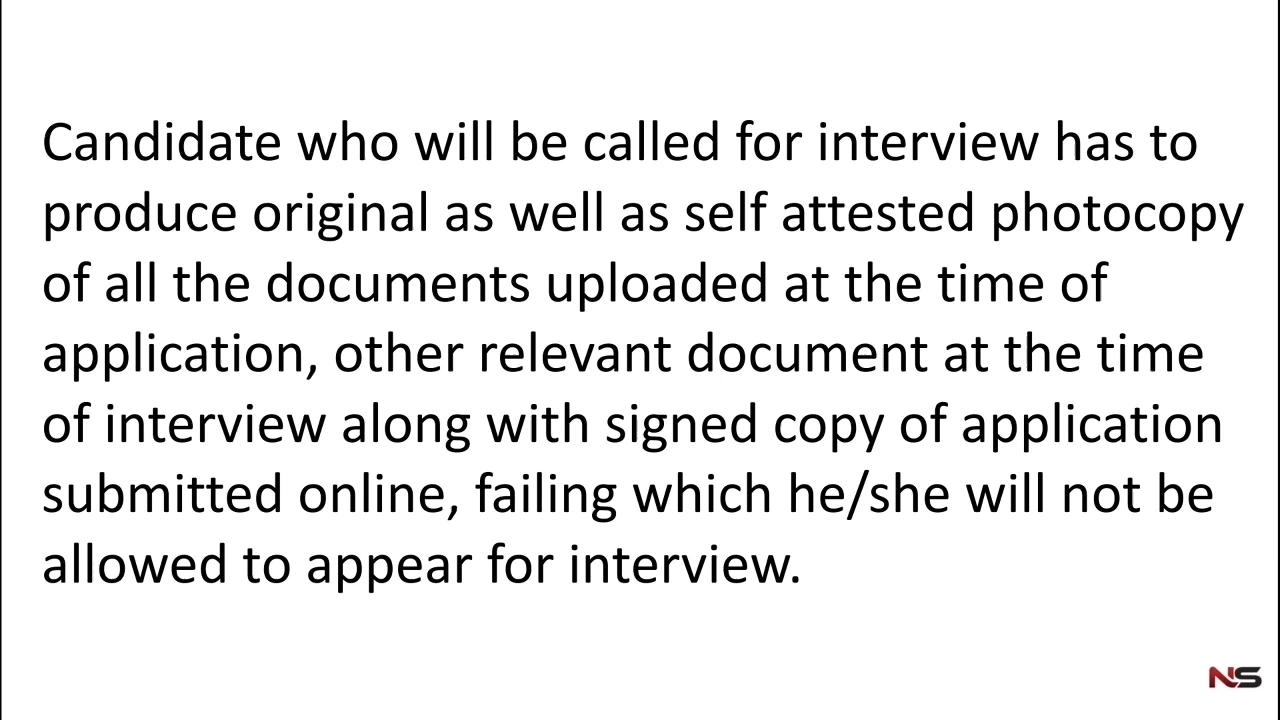 Candidate who will be called for interview has to
produce original as well as self attested photocopy
of all the documents uploaded at the time of
application, other relevant document at the time
of interview along with signed copy of application
submitted online, failing which he/she will not be
allowed to appear for interview.
NS